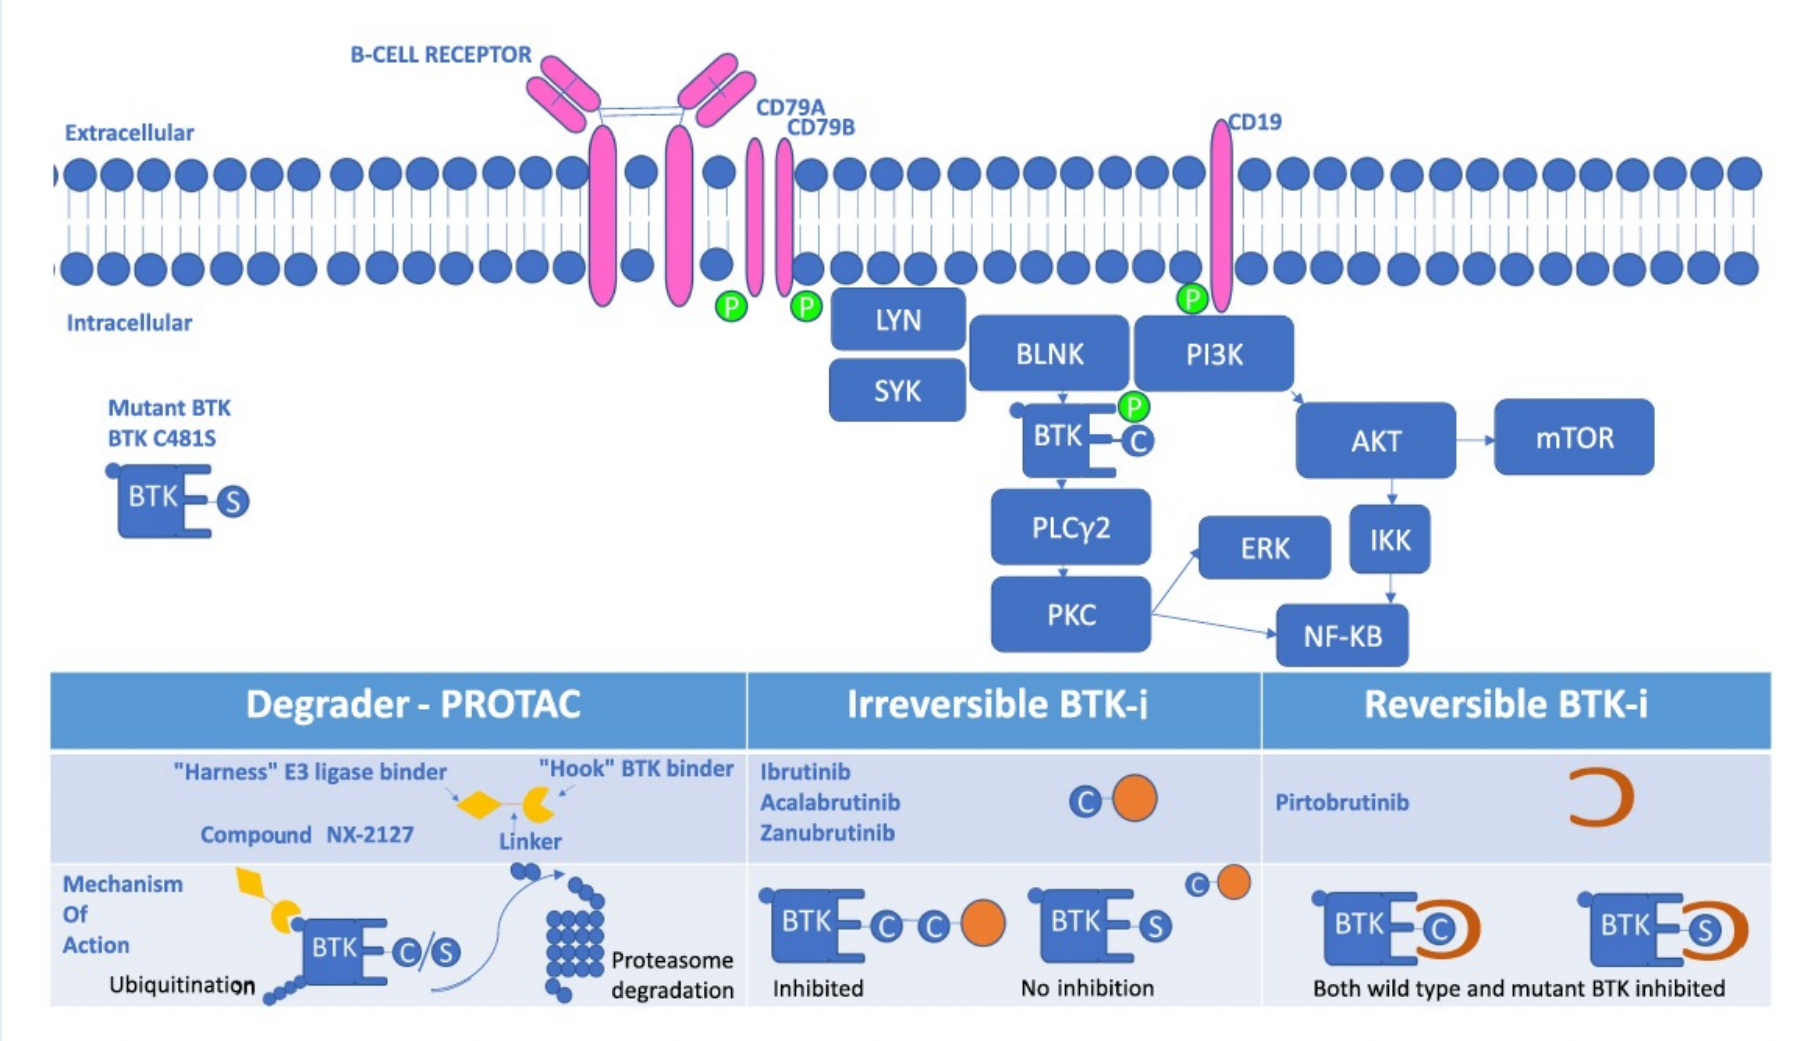 B-CELL RECEPTOR
CD79A
CD79B
CD19
Extracellular
Intracellular
P
P
P
LYN
SYK
BLNK
PI3K
Mutant BTK
BTK C481S
BTK
S
BTK
P
C
AKT
mTOR
PLCγ2
ERK
IKK
PKC
NF-KB
Degrader - PROTAC
Irreversible BTK-i
Reversible BTK-i
"Harness" E3 ligase binder
"Hook" BTK binder
Compound NX-2127
Linker
Ibrutinib
Acalabrutinib
Zanubrutinib
C
Pirtobrutinib
Mechanism
Of
Action
Ubiquitination
BTK
C/S
Proteasome
degradation
BTK
C
C
Inhibited
BTK
S
C
No inhibition
BTK
C
BTK
S
Both wild type and mutant BTK inhibited